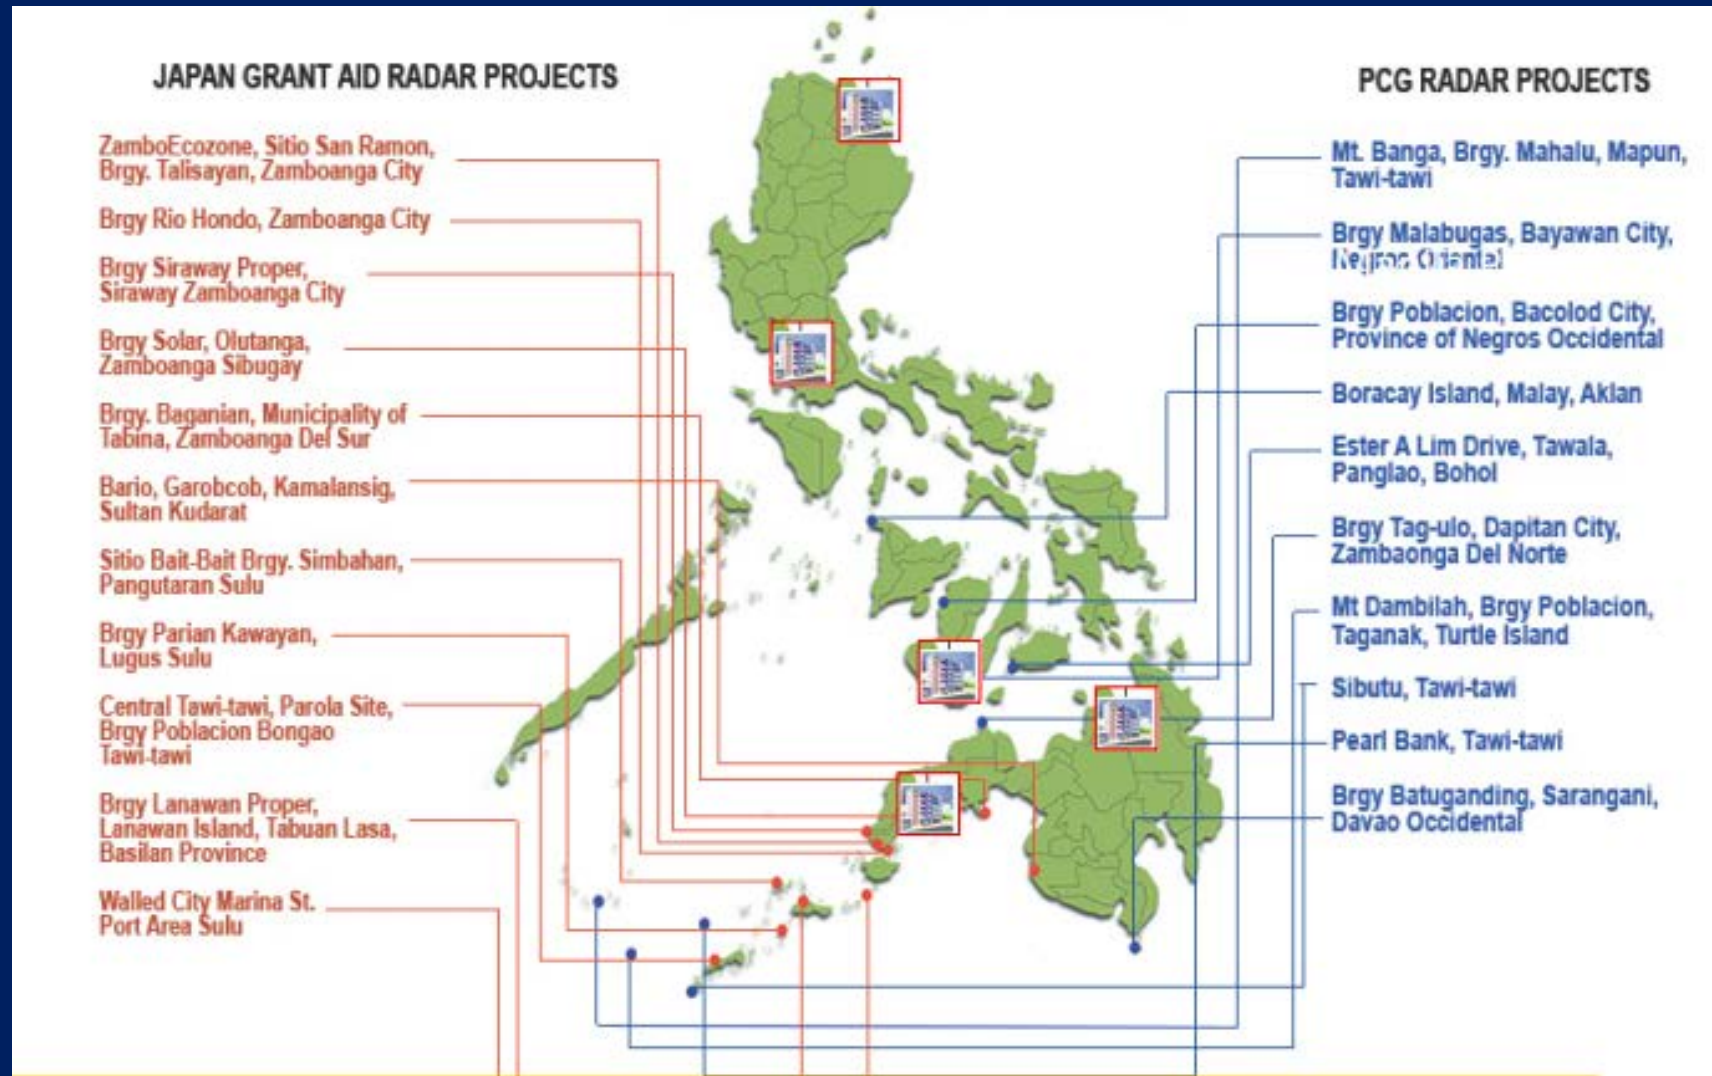 JAPAN GRANT AID RADAR PROJECTS
ZamboEcozone, Sitio San Ramon,
Brgy. Talisayan, Zamboanga City
Brgy Rio Hondo, Zamboanga City
Brgy Siraway Proper,
Siraway Zamboanga City
Brgy Solar, Olutanga,
Zamboanga Sibugay
Brgy. Baganian, Municipality of
Tabina, Zamboanga Del Sur
Bario, Garobcob, Kamalansig,
Sultan Kudarat
Sitio Bait-Bait Brgy. Simbahan,
Pangutaran Sulu
Brgy Parian Kawayan,
Lugus Sulu
Central Tawi-tawi, Parola Site,
Brgy Poblacion Bongao
Tawi-tawi
Brgy Lanawan Proper,
Lanawan Island, Tabuan Lasa,
Basilan Province
Walled City Marina St.
Port Area Sulu
PCG RADAR PROJECTS
Mt. Banga, Brgy. Mahalu, Mapun,
Tawi-tawi
Brgy Malabugas, Bayawan City,
Negros Oriental
Brgy Poblacion, Bacolod City,
Province of Negros Occidental
Boracay Island, Malay, Aklan
Ester A Lim Drive, Tawala,
Panglao, Bohol
Brgy Tag-ulo, Dapitan City,
Zambaonga Del Norte
Mt Dambilah, Brgy Poblacion,
Taganak, Turtle Island
Sibutu, Tawi-tawi
Pearl Bank, Tawi-tawi
Brgy Batuganding, Sarangani,
Davao Occidental